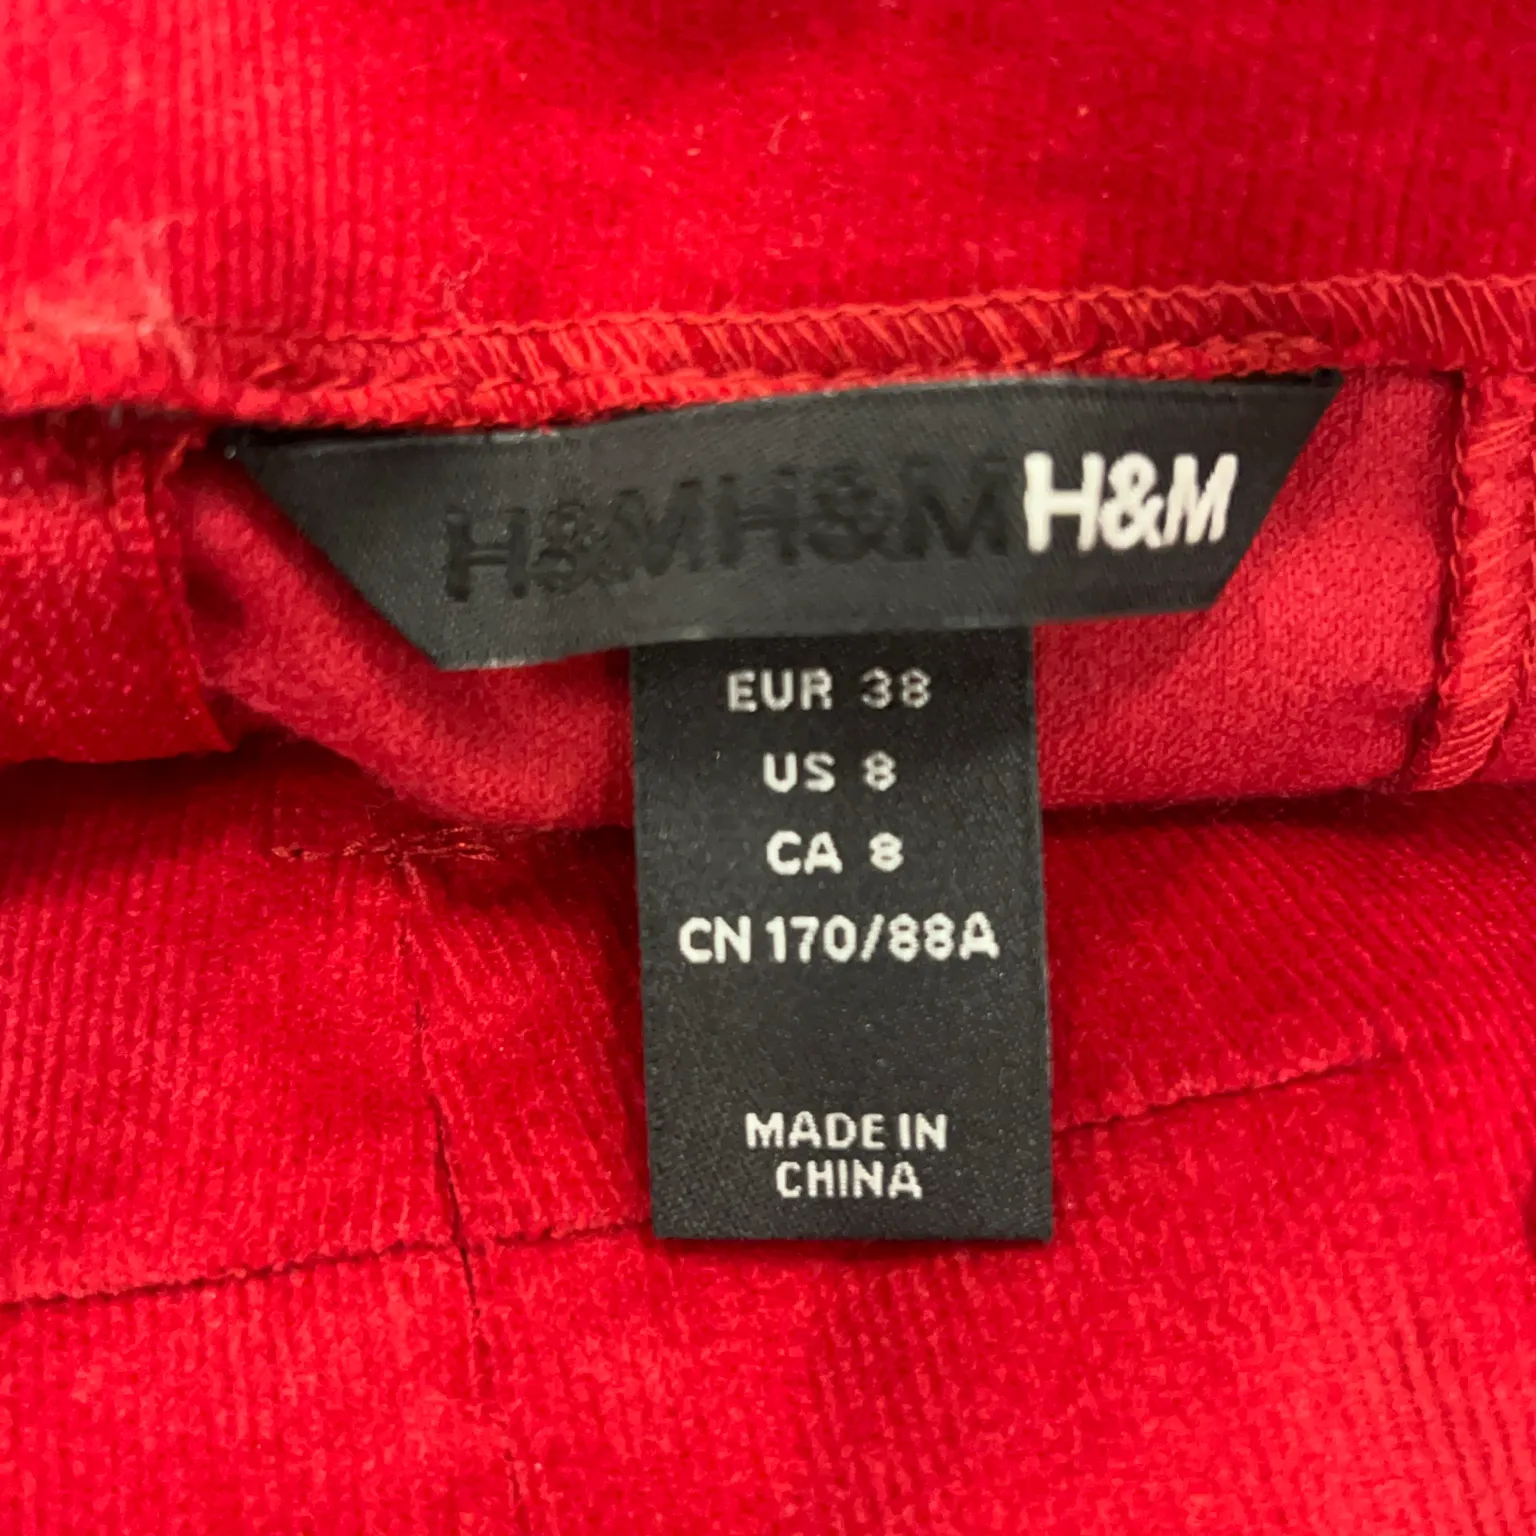 H&MH&MH&M
EUR 38
US 8
CA 8
CN 170/88A
MADE IN
CHINA